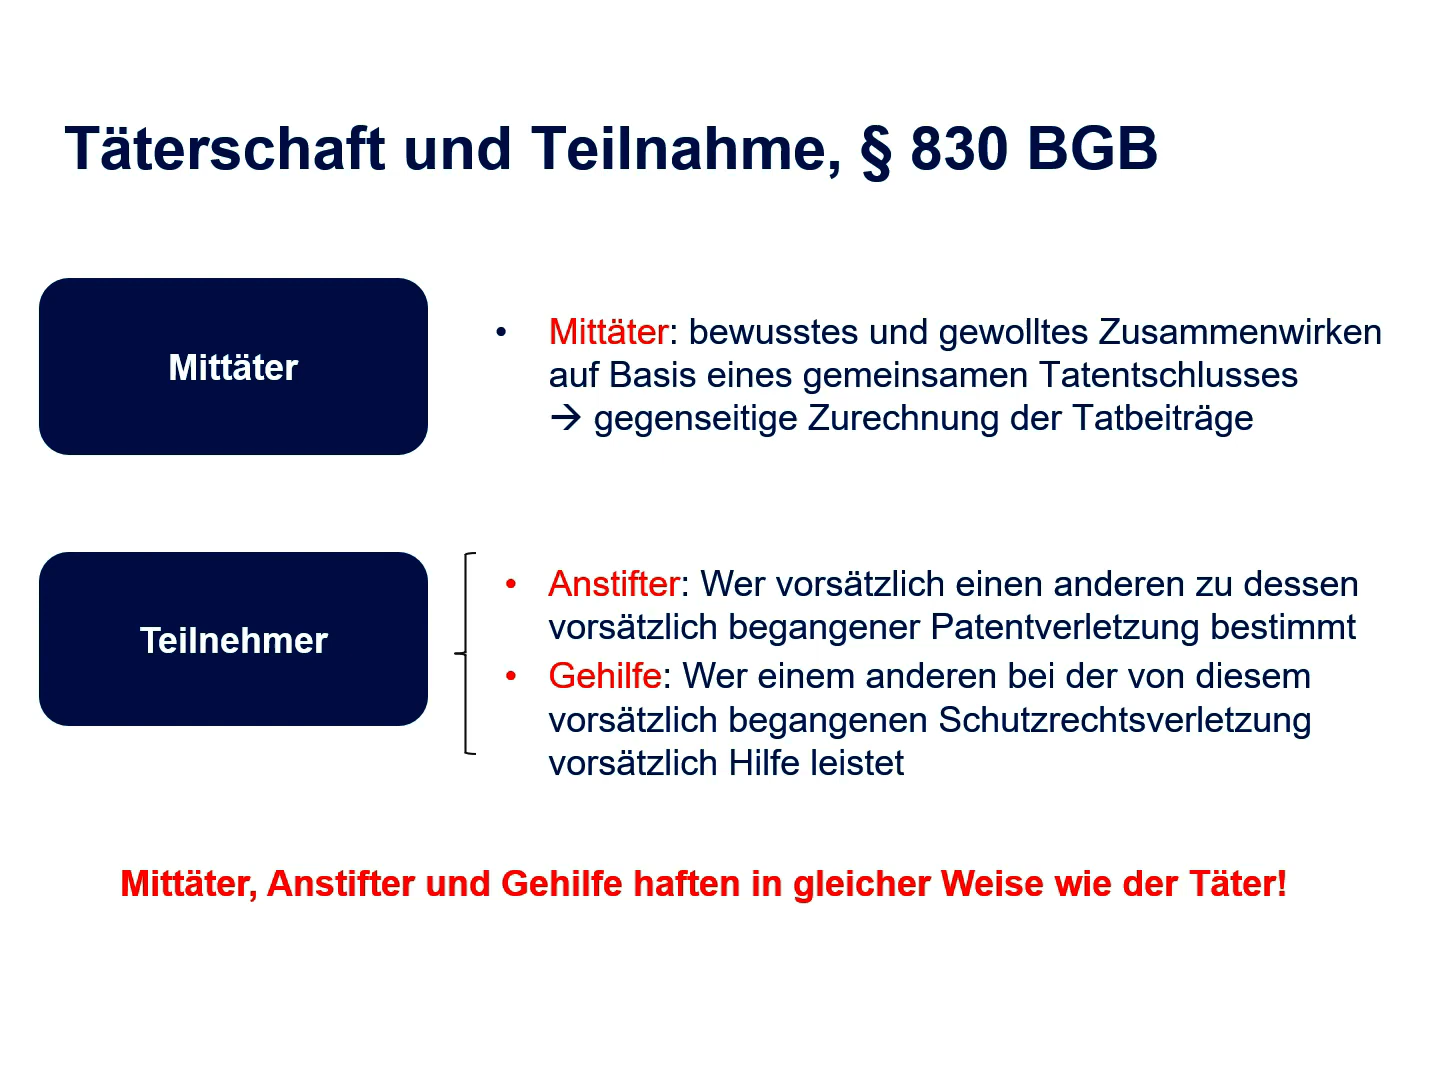 Täterschaft und Teilnahme, § 830 BGB
Mittäter
• Mittäter: bewusstes und gewolltes Zusammenwirken
auf Basis eines gemeinsamen Tatentschlusses
→ gegenseitige Zurechnung der Tatbeiträge
Teilnehmer
• Anstifter: Wer vorsätzlich einen anderen zu dessen
vorsätzlich begangener Patentverletzung bestimmt
• Gehilfe: Wer einem anderen bei der von diesem
vorsätzlich begangenen Schutzrechtsverletzung
vorsätzlich Hilfe leistet
Mittäter, Anstifter und Gehilfe haften in gleicher Weise wie der Täter!